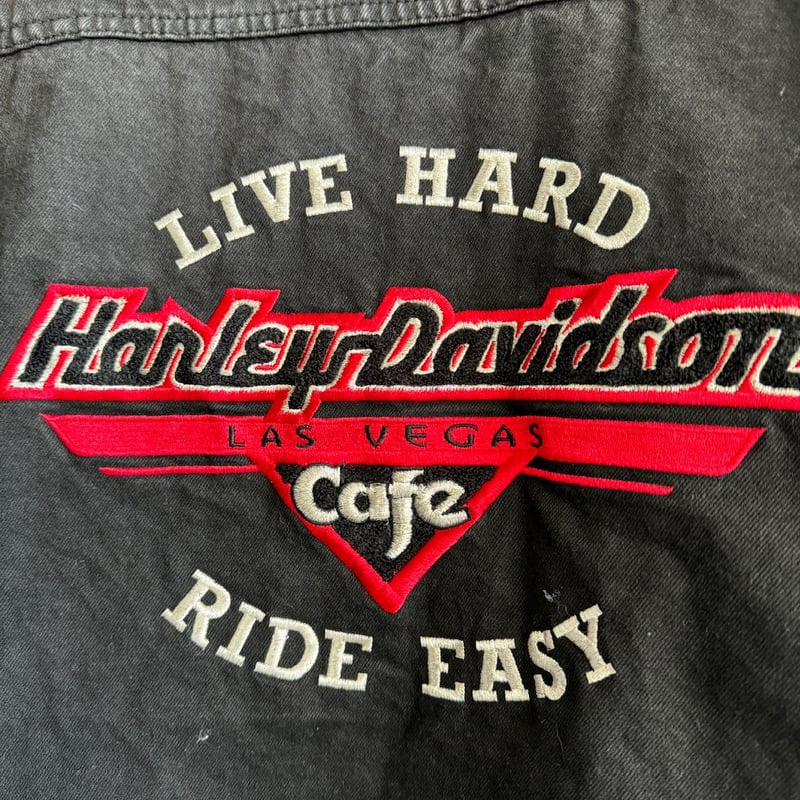 LIVE HARD
Harley-Davidson
LAS VEGAS
Cafe
RIDE EASY